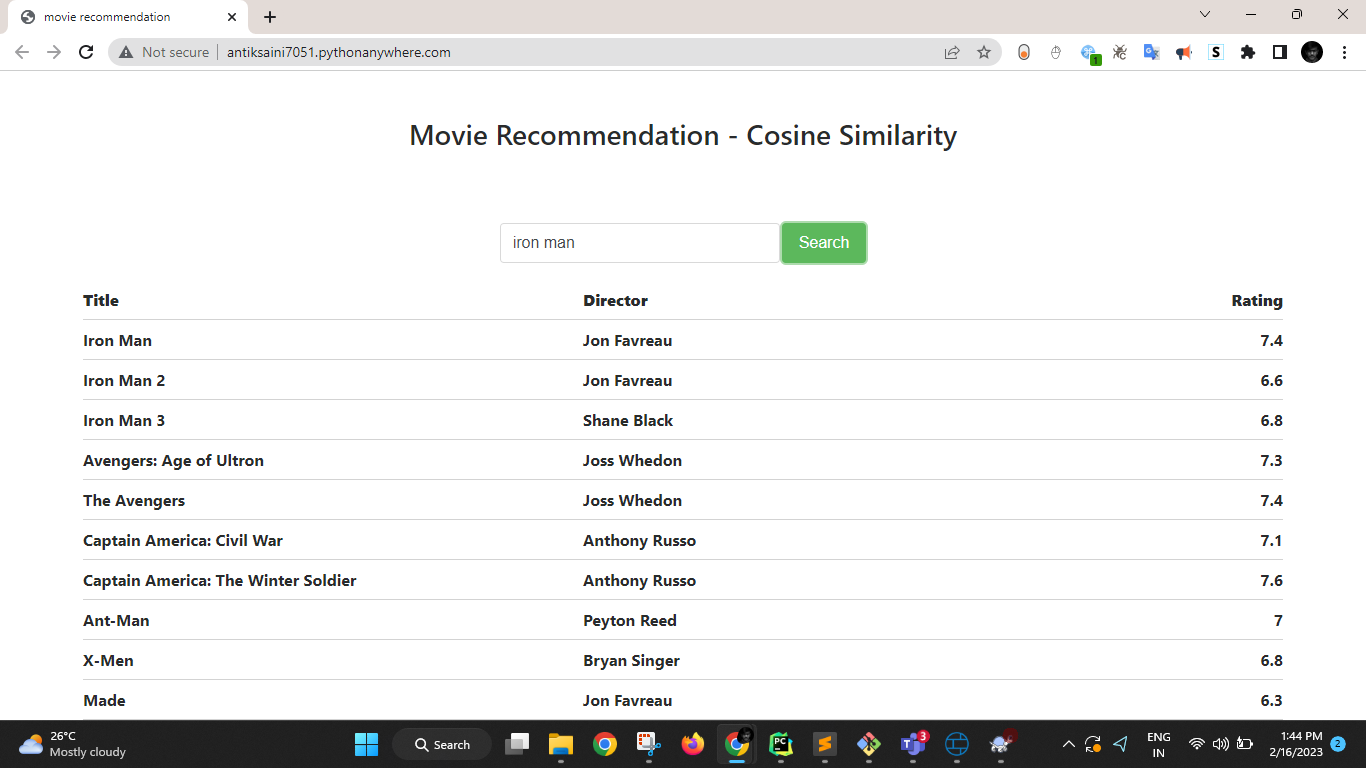 movie recommendation
Not secure antiksaini7051.pythonanywhere.com
S
1
Movie Recommendation - Cosine Similarity
iron man Search
Title Director Rating
Iron Man Jon Favreau 7.4
Iron Man 2 Jon Favreau 6.6
Iron Man 3 Shane Black 6.8
Avengers: Age of Ultron Joss Whedon 7.3
The Avengers Joss Whedon 7.4
Captain America: Civil War Anthony Russo 7.1
Captain America: The Winter Soldier Anthony Russo 7.6
Ant-Man Peyton Reed 7
X-Men Bryan Singer 6.8
Made Jon Favreau 6.3
26°C
Mostly cloudy
Search
PC
3
ENG
IN
1:44 PM
2/16/2023
2